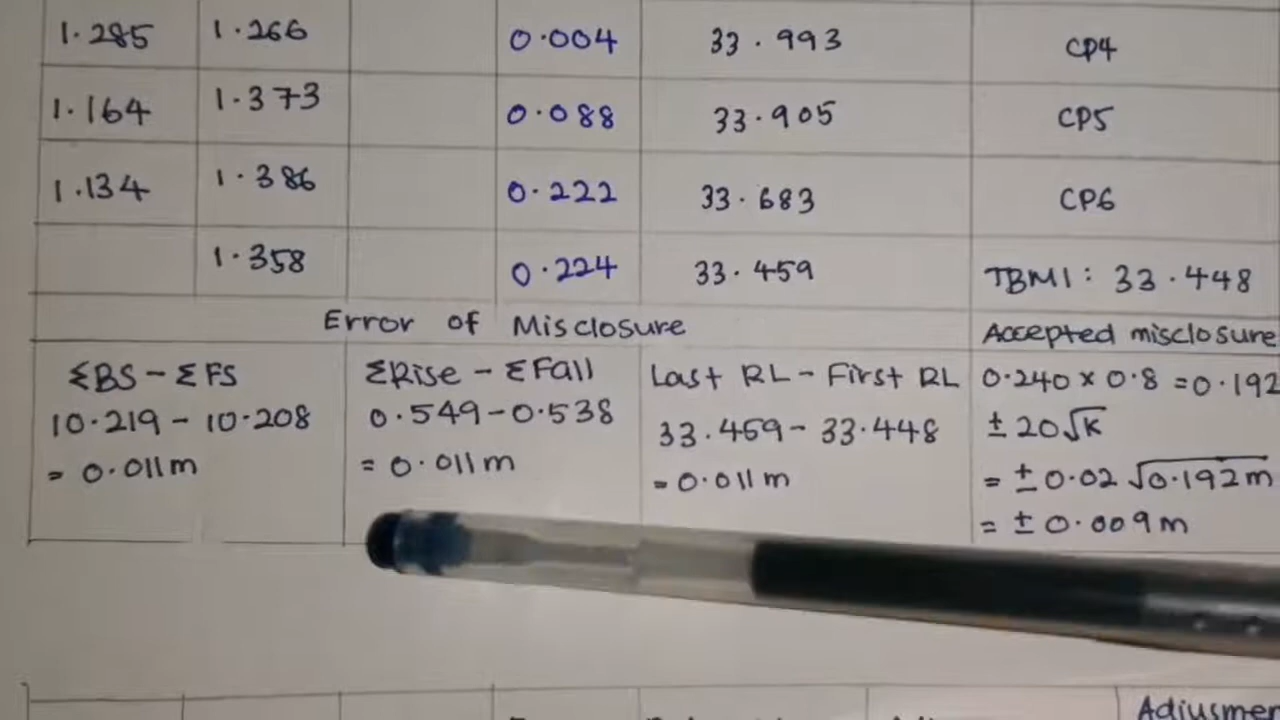 1.285 1.266 0.004 33.993 CP4
1.164 1.373 0.088 33.905 CP5
1.134 1.386 0.222 33.683 CP6
1.358 0.224 33.459 TBM1: 33.448
Error of Misclosure Accepted misclosure
ΣBS - ΣFS ΣRise - ΣFall Last RL - First RL 0.240 x 0.8 = 0.192
10.219 - 10.208 0.549 - 0.538 33.459 - 33.448 ± 20√K
= 0.011m = 0.011m = 0.011m = ± 0.02 √0.192m
= ± 0.009m